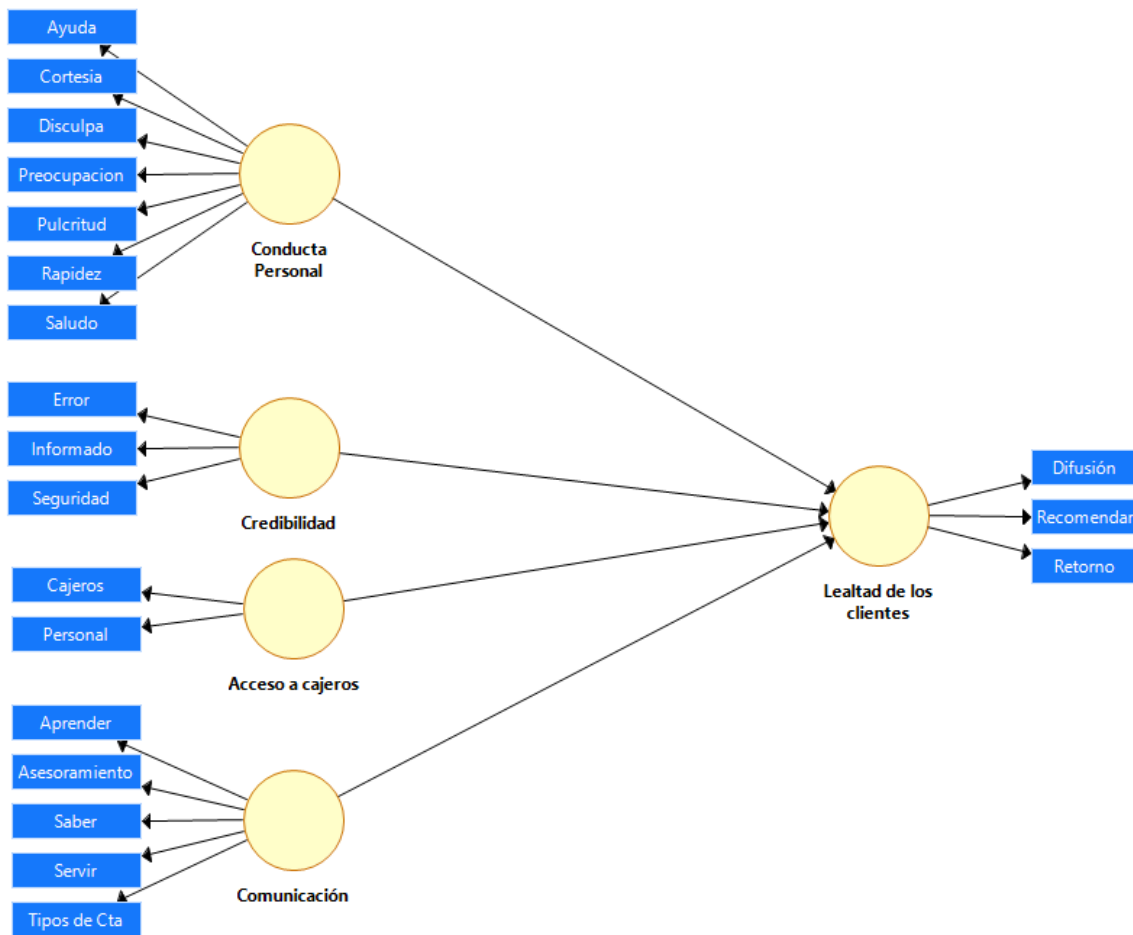 Ayuda
Cortesia
Disculpa
Preocupacion
Pulcritud
Rapidez
Saludo
Conducta
Personal
Error
Informado
Seguridad
Credibilidad
Cajeros
Personal
Acceso a cajeros
Aprender
Asesoramiento
Saber
Servir
Tipos de Cta
Comunicación
Lealtad de los
clientes
Difusión
Recomendar
Retorno